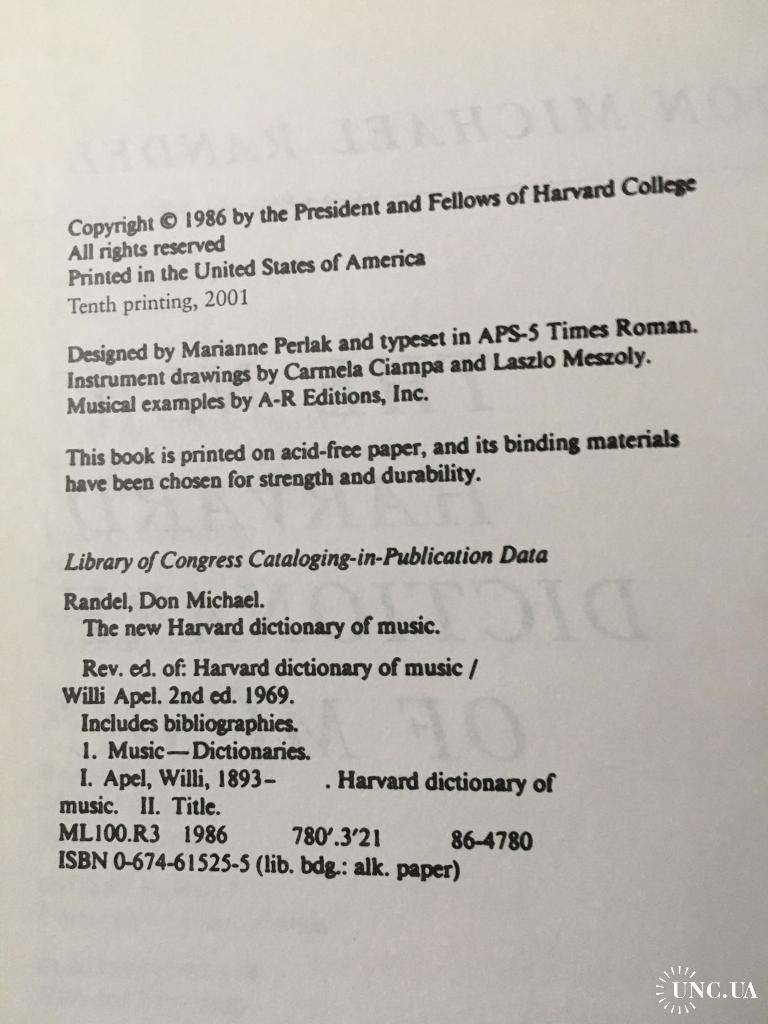 DON MICHAEL RANDEL
Copyright © 1986 by the President and Fellows of Harvard College
All rights reserved
Printed in the United States of America
Tenth printing, 2001
Designed by Marianne Perlak and typeset in APS-5 Times Roman.
Instrument drawings by Carmela Ciampa and Laszlo Meszoly.
Musical examples by A-R Editions, Inc.
This book is printed on acid-free paper, and its binding materials
have been chosen for strength and durability.
HARVARD
Library of Congress Cataloging-in-Publication Data
Randel, Don Michael.
The new Harvard dictionary of music.
Rev. ed. of: Harvard dictionary of music /
Willi Apel. 2nd ed. 1969.
Includes bibliographies.
1. Music—Dictionaries.
I. Apel, Willi, 1893– . Harvard dictionary of
music. II. Title.
ML100.R3 1986 780′.3′21 86-4780
ISBN 0-674-61525-5 (lib. bdg.: alk. paper)
UNC.UA